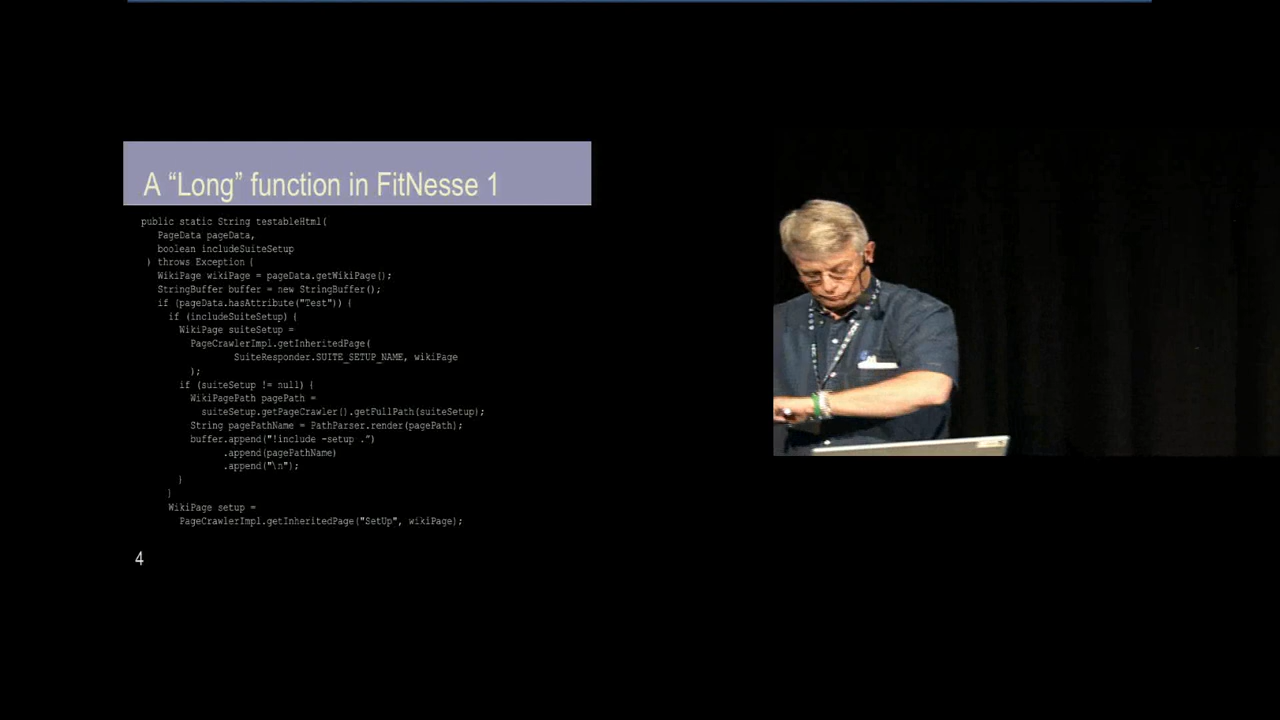 A “Long” function in FitNesse 1
public static String testableHtml(
PageData pageData,
boolean includeSuiteSetup
) throws Exception {
WikiPage wikiPage = pageData.getWikiPage();
StringBuffer buffer = new StringBuffer();
if (pageData.hasAttribute("Test")) {
if (includeSuiteSetup) {
WikiPage suiteSetup =
PageCrawlerImpl.getInheritedPage(
SuiteResponder.SUITE_SETUP_NAME, wikiPage
);
if (suiteSetup != null) {
WikiPagePath pagePath =
suiteSetup.getPageCrawler().getFullPath(suiteSetup);
String pagePathName = PathParser.render(pagePath);
buffer.append("!include -setup .”)
.append(pagePathName)
.append("\n");
}
}
WikiPage setup =
PageCrawlerImpl.getInheritedPage("SetUp", wikiPage);
4